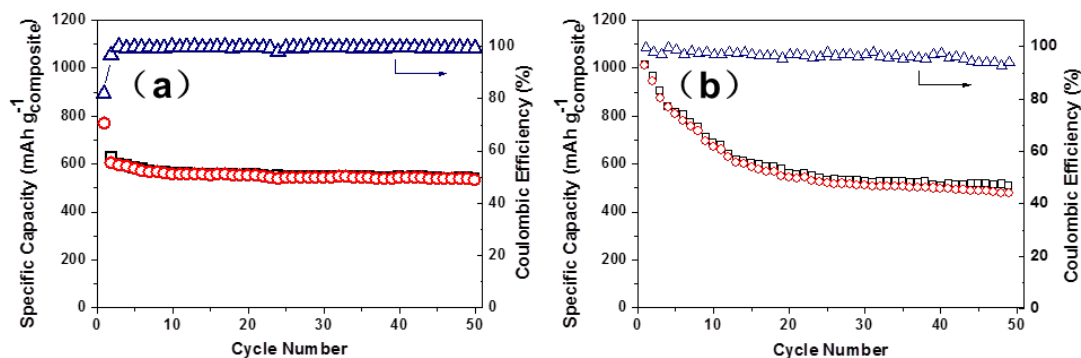 (a)
Specific Capacity (mAh g⁻¹composite)
1200
1000
800
600
400
200
0
100
80
60
40
20
0
Coulombic Efficiency (%)
0 10 20 30 40 50
Cycle Number
(b)
Specific Capacity (mAh g⁻¹composite)
1200
1000
800
600
400
200
0
100
80
60
40
20
0
Coulombic Efficiency (%)
0 10 20 30 40 50
Cycle Number